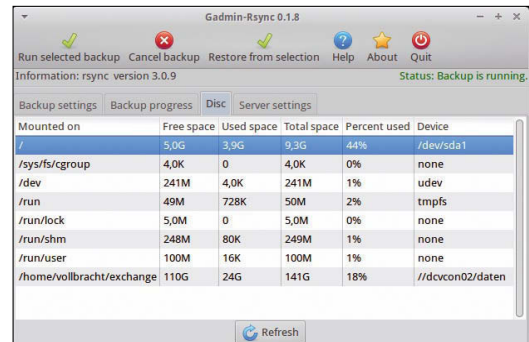 Gadmin-Rsync 0.1.8
Run selected backup Cancel backup Restore from selection Help About Quit
Information: rsync version 3.0.9 Status: Backup is running.
Backup settings Backup progress Disc Server settings
Mounted on Free space Used space Total space Percent used Device
/ 5,0G 3,9G 9,3G 44% /dev/sda1
/sys/fs/cgroup 4,0K 0 4,0K 0% none
/dev 241M 4,0K 241M 1% udev
/run 49M 728K 50M 2% tmpfs
/run/lock 5,0M 0 5,0M 0% none
/run/shm 248M 80K 249M 1% none
/run/user 100M 16K 100M 1% none
/home/vollbracht/exchange 110G 24G 141G 18% //dcvcon02/daten
Refresh